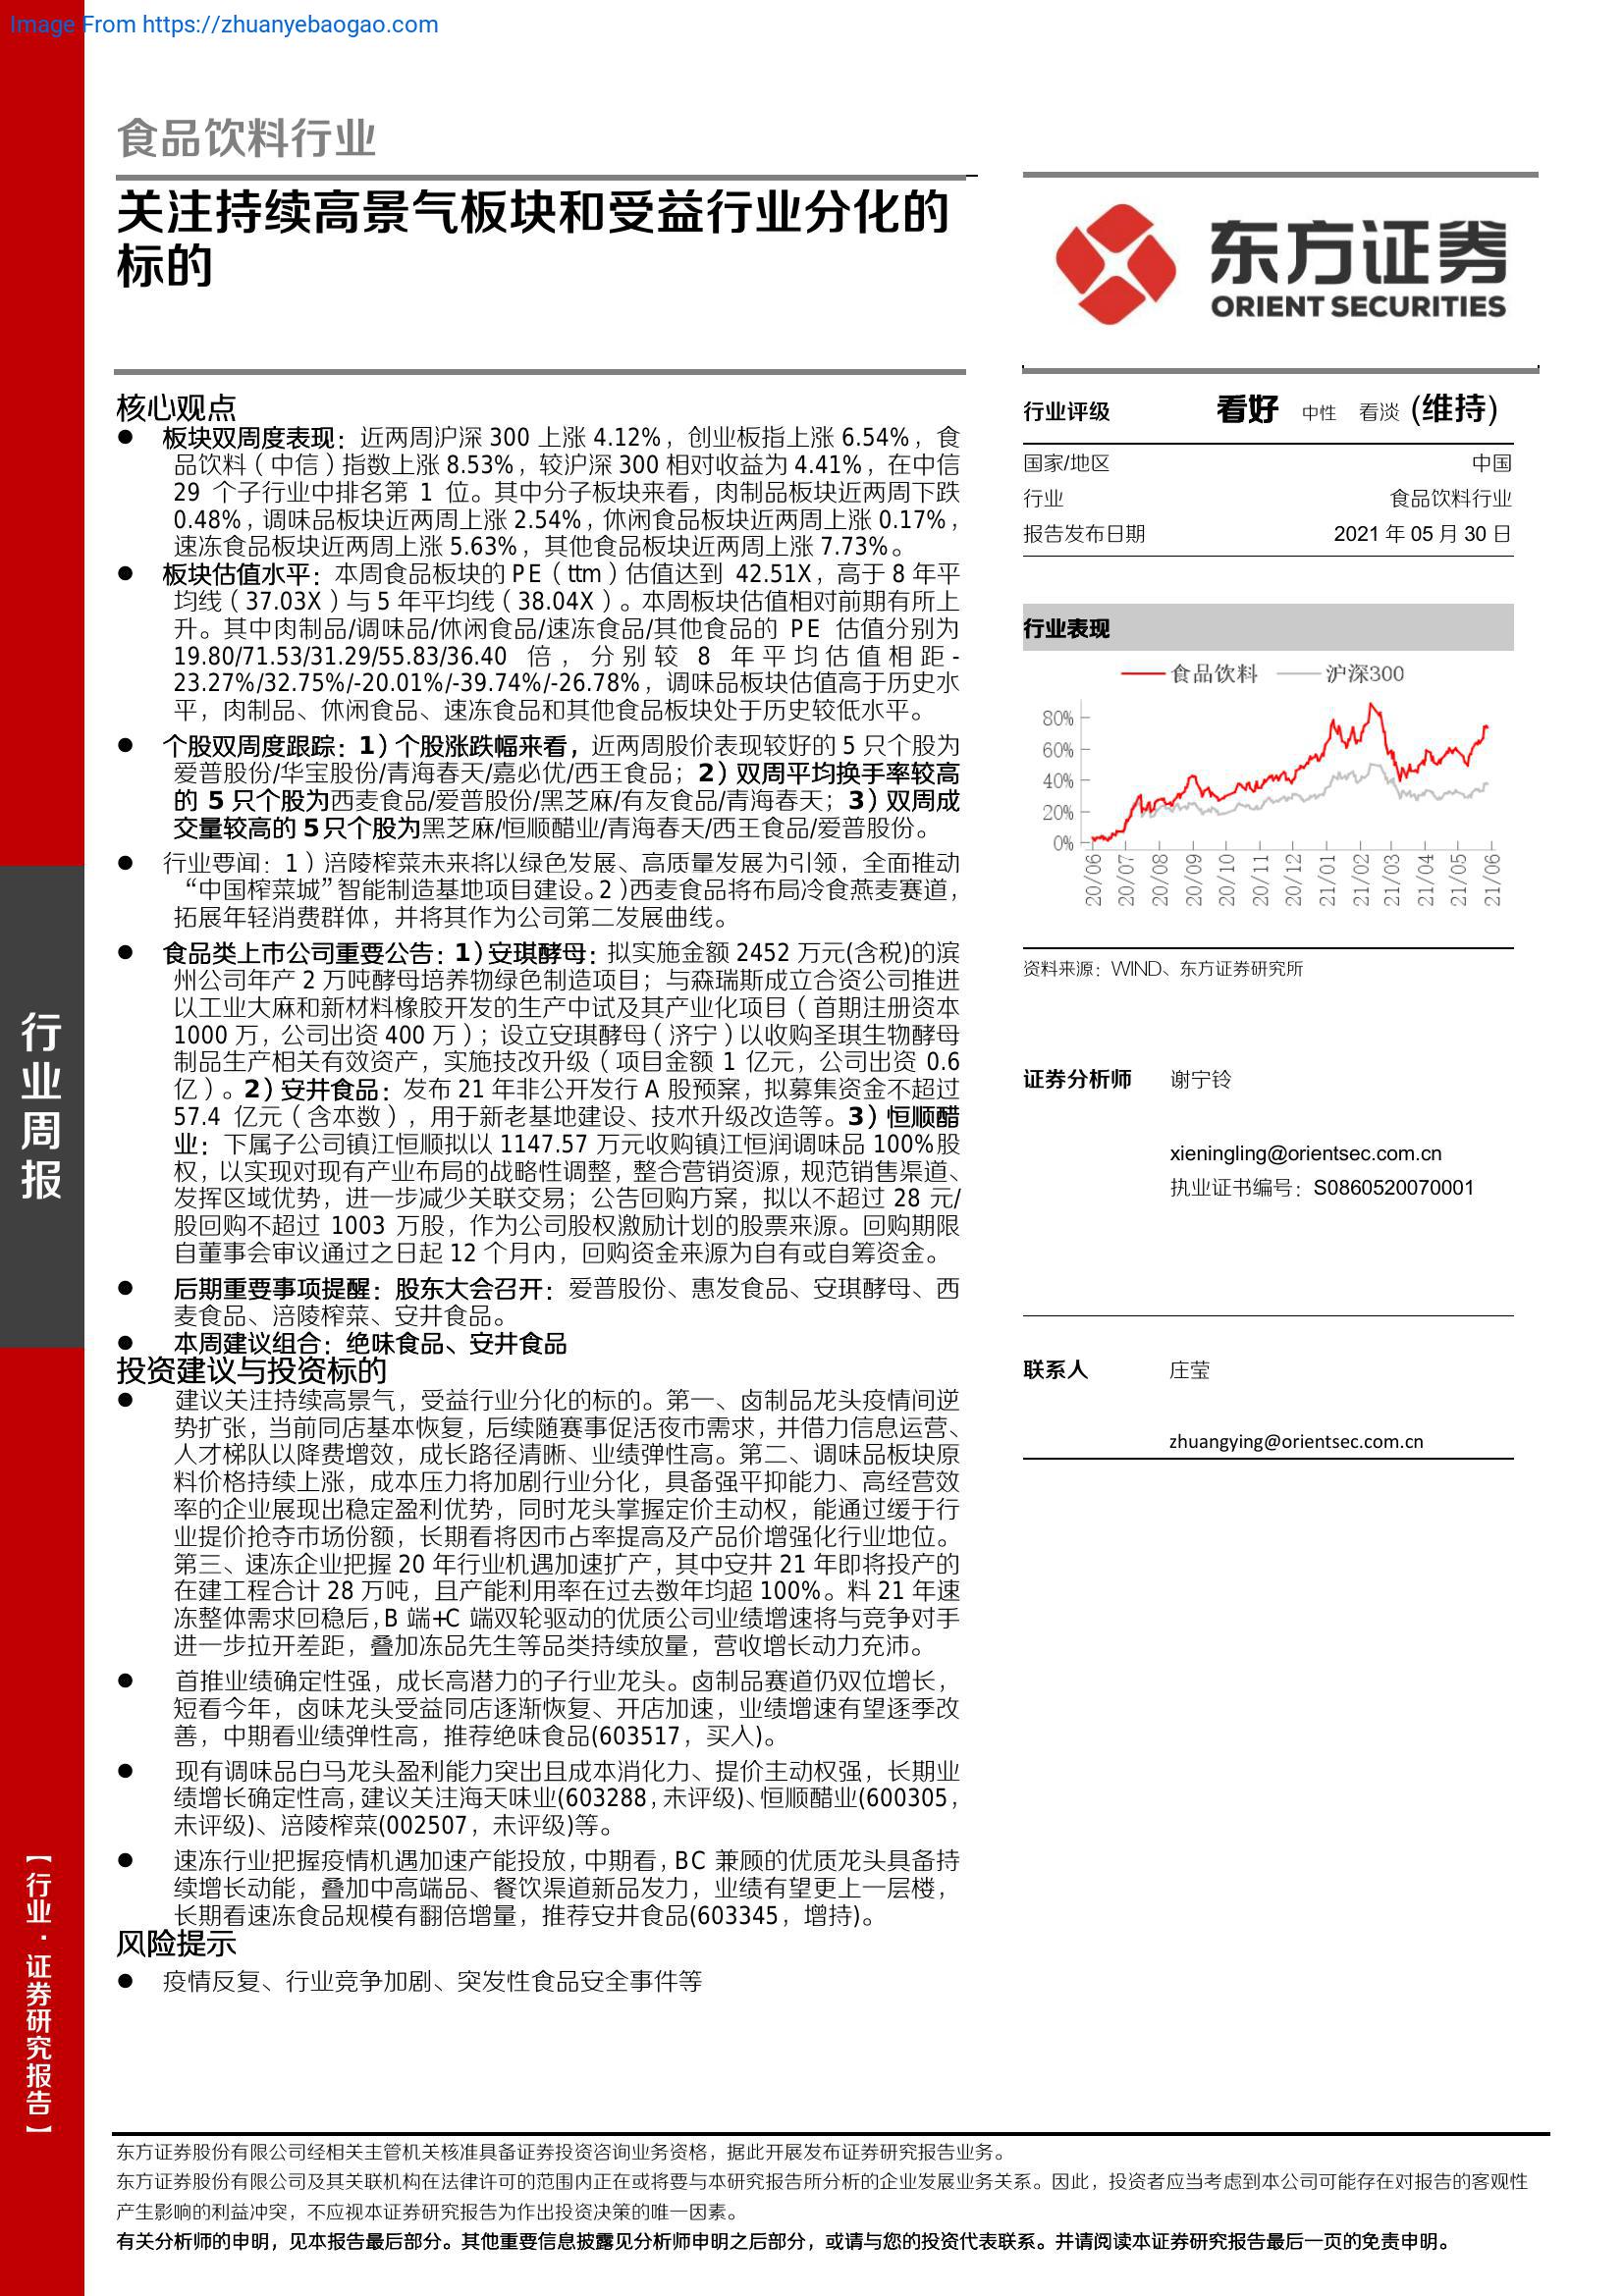 Image From https://zhuanyebaogao.com
食品饮料行业
关注持续高景气板块和受益行业分化的
标的
东方证券
ORIENT SECURITIES
核心观点
● 板块双周度表现：近两周沪深 300 上涨 4.12%，创业板指上涨 6.54%，食
品饮料（中信）指数上涨 8.53%，较沪深 300 相对收益为 4.41%，在中信
29 个子行业中排名第 1 位。其中分子板块来看，肉制品板块近两周下跌
0.48%，调味品板块近两周上涨 2.54%，休闲食品板块近两周上涨 0.17%，
速冻食品板块近两周上涨 5.63%，其他食品板块近两周上涨 7.73%。
● 板块估值水平：本周食品板块的 PE（ttm）估值达到 42.51X，高于 8 年平
均线（37.03X）与 5 年平均线（38.04X）。本周板块估值相对前期有所上
升。其中肉制品/调味品/休闲食品/速冻食品/其他食品的 PE 估值分别为
19.80/71.53/31.29/55.83/36.40 倍，分别较 8 年平均估值相距-
23.27%/32.75%/-20.01%/-39.74%/-26.78%，调味品板块估值高于历史水
平，肉制品、休闲食品、速冻食品和其他食品板块处于历史较低水平。
● 个股双周度跟踪：1）个股涨跌幅来看，近两周股价表现较好的 5 只个股为
爱普股份/华宝股份/青海春天/嘉必优/西王食品；2）双周平均换手率较高
的 5 只个股为西麦食品/爱普股份/黑芝麻/有友食品/青海春天；3）双周成
交量较高的 5只个股为黑芝麻/恒顺醋业/青海春天/西王食品/爱普股份。
● 行业要闻：1）涪陵榨菜未来将以绿色发展、高质量发展为引领，全面推动
“中国榨菜城”智能制造基地项目建设。2）西麦食品将布局冷食燕麦赛道，
拓展年轻消费群体，并将其作为公司第二发展曲线。
● 食品类上市公司重要公告：1）安琪酵母：拟实施金额 2452 万元(含税)的滨
州公司年产 2 万吨酵母培养物绿色制造项目；与森瑞斯成立合资公司推进
以工业大麻和新材料橡胶开发的生产中试及其产业化项目（首期注册资本
1000 万，公司出资 400 万）；设立安琪酵母（济宁）以收购圣琪生物酵母
制品生产相关有效资产，实施技改升级（项目金额 1 亿元，公司出资 0.6
亿）。2）安井食品：发布 21 年非公开发行 A 股预案，拟募集资金不超过
57.4 亿元（含本数），用于新老基地建设、技术升级改造等。3）恒顺醋
业：下属子公司镇江恒顺拟以 1147.57 万元收购镇江恒润调味品 100%股
权，以实现对现有产业布局的战略性调整，整合营销资源，规范销售渠道、
发挥区域优势，进一步减少关联交易；公告回购方案，拟以不超过 28 元/
股回购不超过 1003 万股，作为公司股权激励计划的股票来源。回购期限
自董事会审议通过之日起 12 个月内，回购资金来源为自有或自筹资金。
● 后期重要事项提醒：股东大会召开：爱普股份、惠发食品、安琪酵母、西
麦食品、涪陵榨菜、安井食品。
● 本周建议组合：绝味食品、安井食品
投资建议与投资标的
● 建议关注持续高景气，受益行业分化的标的。第一、卤制品龙头疫情间逆
势扩张，当前同店基本恢复，后续随赛事促活夜市需求，并借力信息运营、
人才梯队以降费增效，成长路径清晰、业绩弹性高。第二、调味品板块原
料价格持续上涨，成本压力将加剧行业分化，具备强平抑能力、高经营效
率的企业展现出稳定盈利优势，同时龙头掌握定价主动权，能通过缓于行
业提价抢夺市场份额，长期看将因市占率提高及产品价增强化行业地位。
第三、速冻企业把握 20 年行业机遇加速扩产，其中安井 21 年即将投产的
在建工程合计 28 万吨，且产能利用率在过去数年均超 100%。料 21 年速
冻整体需求回稳后，B 端+C 端双轮驱动的优质公司业绩增速将与竞争对手
进一步拉开差距，叠加冻品先生等品类持续放量，营收增长动力充沛。
● 首推业绩确定性强，成长高潜力的子行业龙头。卤制品赛道仍双位增长，
短看今年，卤味龙头受益同店逐渐恢复、开店加速，业绩增速有望逐季改
善，中期看业绩弹性高，推荐绝味食品(603517，买入)。
● 现有调味品白马龙头盈利能力突出且成本消化力、提价主动权强，长期业
绩增长确定性高，建议关注海天味业(603288，未评级)、恒顺醋业(600305，
未评级)、涪陵榨菜(002507，未评级)等。
● 速冻行业把握疫情机遇加速产能投放，中期看，BC 兼顾的优质龙头具备持
续增长动能，叠加中高端品、餐饮渠道新品发力，业绩有望更上一层楼，
长期看速冻食品规模有翻倍增量，推荐安井食品(603345，增持)。
风险提示
● 疫情反复、行业竞争加剧、突发性食品安全事件等
行业评级 看好 中性 看淡 (维持)
国家/地区 中国
行业 食品饮料行业
报告发布日期 2021 年 05 月 30 日
行业表现
食品饮料 沪深300
80%
60%
40%
20%
0%
20/06 20/07 20/08 20/09 20/10 20/11 20/12 21/01 21/02 21/03 21/04 21/05 21/06
资料来源：WIND、东方证券研究所
证券分析师 谢宁铃
xieningling@orientsec.com.cn
执业证书编号：S0860520070001
联系人 庄莹
zhuangying@orientsec.com.cn
行业周报
【行业·证券研究报告】
东方证券股份有限公司经相关主管机关核准具备证券投资咨询业务资格，据此开展发布证券研究报告业务。
东方证券股份有限公司及其关联机构在法律许可的范围内正在或将要与本研究报告所分析的企业发展业务关系。因此，投资者应当考虑到本公司可能存在对报告的客观性
产生影响的利益冲突，不应视本证券研究报告为作出投资决策的唯一因素。
有关分析师的申明，见本报告最后部分。其他重要信息披露见分析师申明之后部分，或请与您的投资代表联系。并请阅读本证券研究报告最后一页的免责申明。